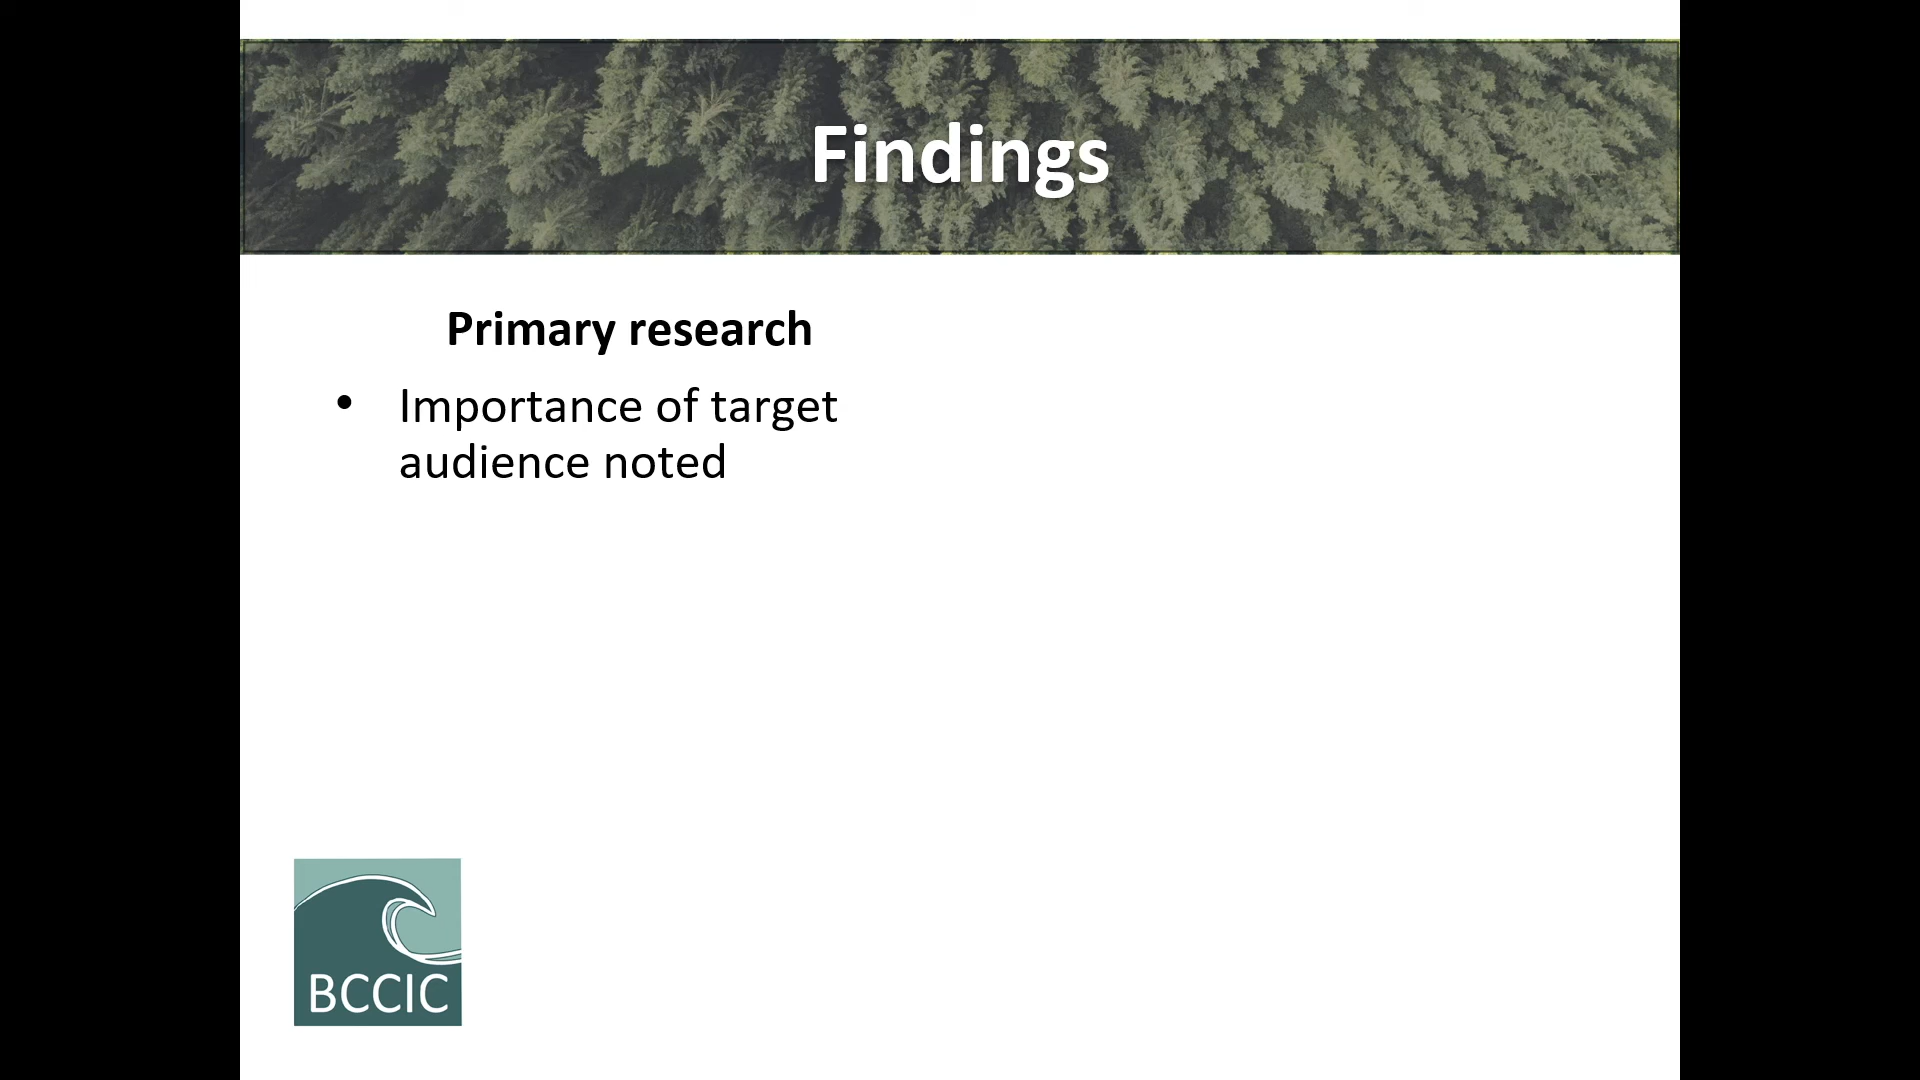 Findings
Primary research
• Importance of target
audience noted
BCCIC